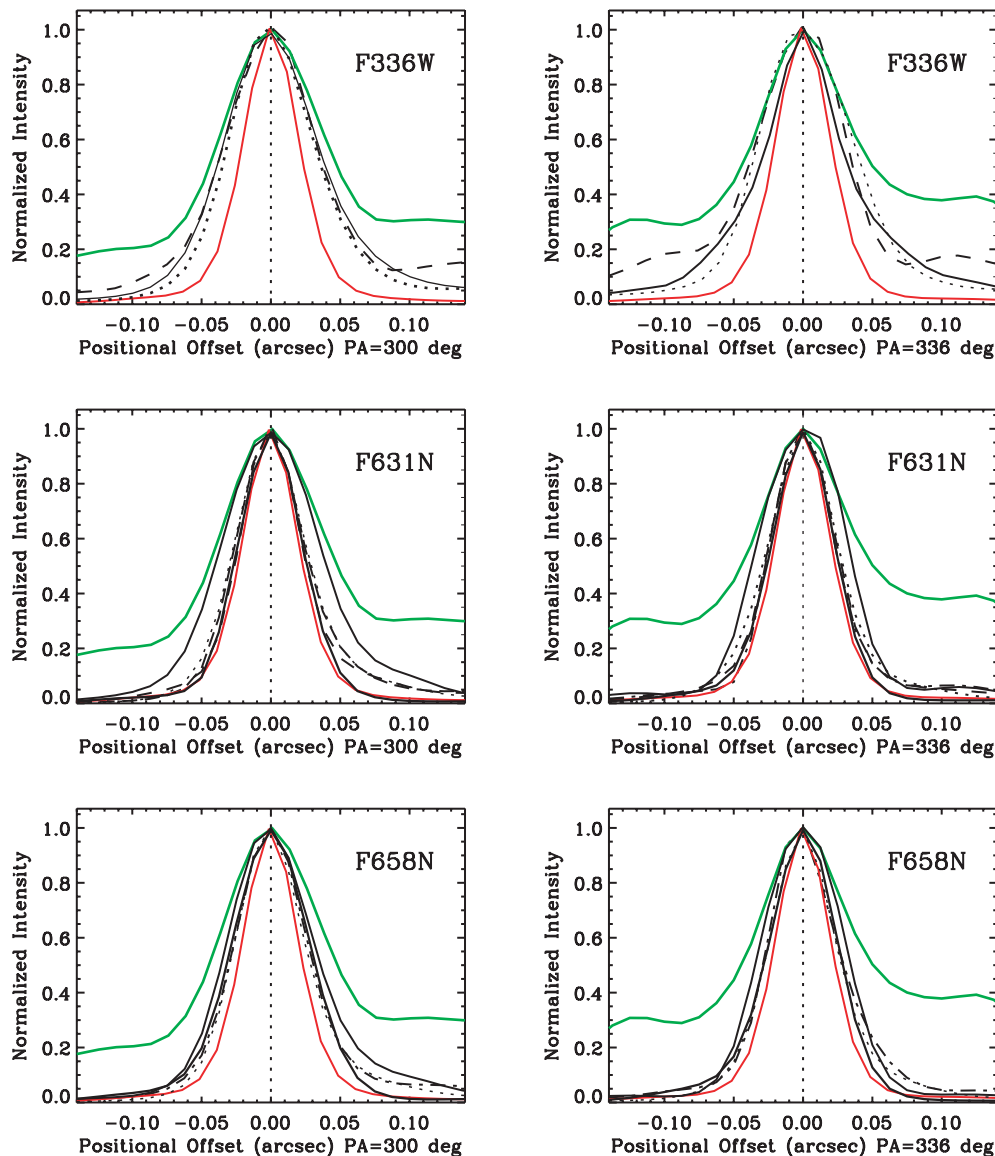 F336W
Normalized Intensity
1.0
0.8
0.6
0.4
0.2
0.0
-0.10 -0.05 0.00 0.05 0.10
Positional Offset (arcsec) PA=300 deg
F336W
Normalized Intensity
1.0
0.8
0.6
0.4
0.2
0.0
-0.10 -0.05 0.00 0.05 0.10
Positional Offset (arcsec) PA=336 deg
F631N
Normalized Intensity
1.0
0.8
0.6
0.4
0.2
0.0
-0.10 -0.05 0.00 0.05 0.10
Positional Offset (arcsec) PA=300 deg
F631N
Normalized Intensity
1.0
0.8
0.6
0.4
0.2
0.0
-0.10 -0.05 0.00 0.05 0.10
Positional Offset (arcsec) PA=336 deg
F658N
Normalized Intensity
1.0
0.8
0.6
0.4
0.2
0.0
-0.10 -0.05 0.00 0.05 0.10
Positional Offset (arcsec) PA=300 deg
F658N
Normalized Intensity
1.0
0.8
0.6
0.4
0.2
0.0
-0.10 -0.05 0.00 0.05 0.10
Positional Offset (arcsec) PA=336 deg